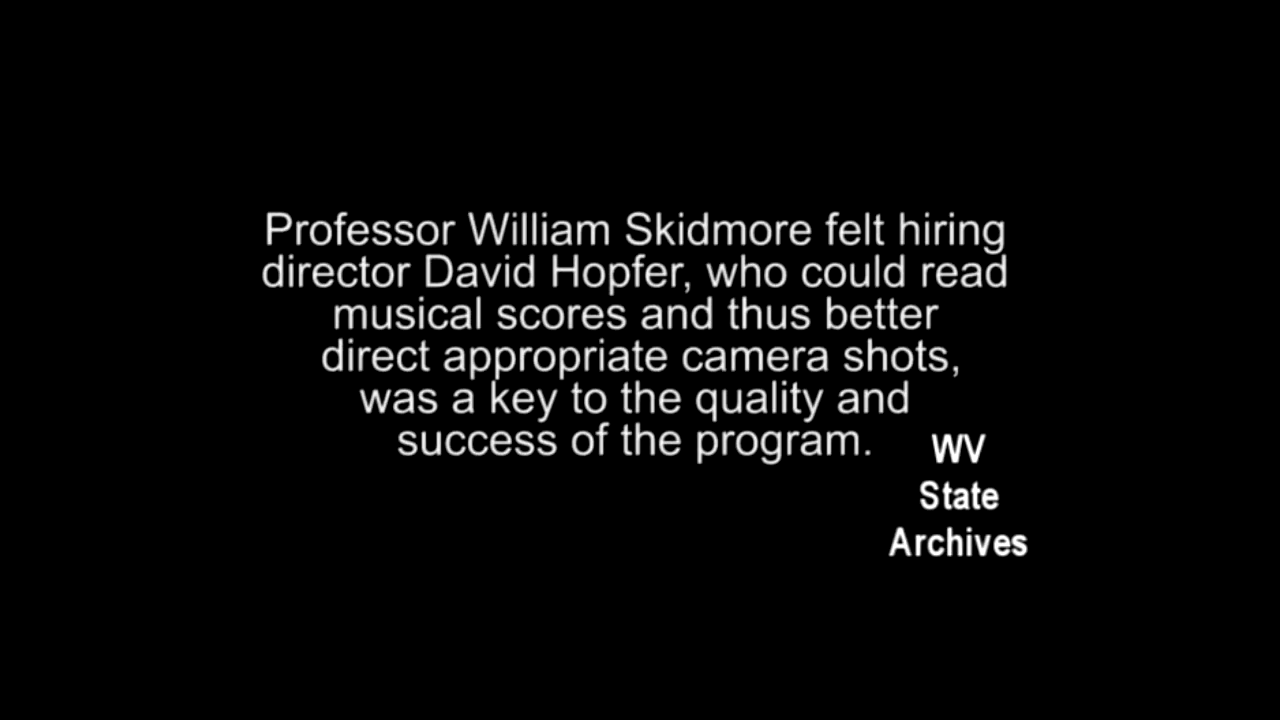 Professor William Skidmore felt hiring
director David Hopfer, who could read
musical scores and thus better
direct appropriate camera shots,
was a key to the quality and
success of the program.
WV
State
Archives